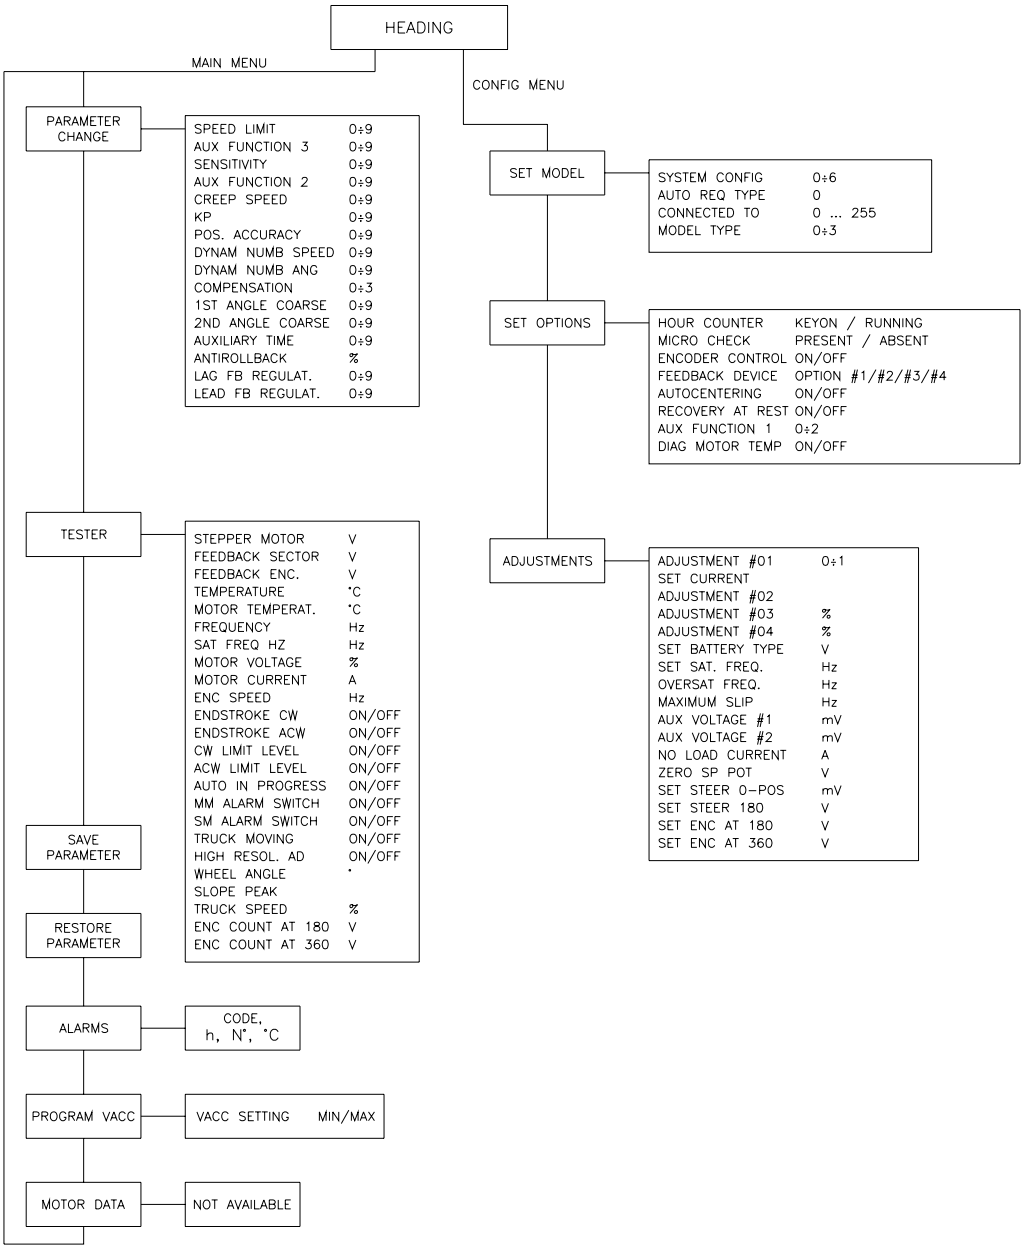 HEADING
MAIN MENU
CONFIG MENU
PARAMETER
CHANGE
SPEED LIMIT 0÷9
AUX FUNCTION 3 0÷9
SENSITIVITY 0÷9
AUX FUNCTION 2 0÷9
CREEP SPEED 0÷9
KP 0÷9
POS. ACCURACY 0÷9
DYNAM NUMB SPEED 0÷9
DYNAM NUMB ANG 0÷9
COMPENSATION 0÷3
1ST ANGLE COARSE 0÷9
2ND ANGLE COARSE 0÷9
AUXILIARY TIME 0÷9
ANTIROLLBACK %
LAG FB REGULAT. 0÷9
LEAD FB REGULAT. 0÷9
TESTER
STEPPER MOTOR V
FEEDBACK SECTOR V
FEEDBACK ENC. V
TEMPERATURE °C
MOTOR TEMPERAT. °C
FREQUENCY Hz
SAT FREQ HZ Hz
MOTOR VOLTAGE %
MOTOR CURRENT A
ENC SPEED Hz
ENDSTROKE CW ON/OFF
ENDSTROKE ACW ON/OFF
CW LIMIT LEVEL ON/OFF
ACW LIMIT LEVEL ON/OFF
AUTO IN PROGRESS ON/OFF
MM ALARM SWITCH ON/OFF
SM ALARM SWITCH ON/OFF
TRUCK MOVING ON/OFF
HIGH RESOL. AD ON/OFF
WHEEL ANGLE °
SLOPE PEAK
TRUCK SPEED %
ENC COUNT AT 180 V
ENC COUNT AT 360 V
SAVE
PARAMETER
RESTORE
PARAMETER
ALARMS
CODE,
h, N°, °C
PROGRAM VACC
VACC SETTING MIN/MAX
MOTOR DATA
NOT AVAILABLE
SET MODEL
SYSTEM CONFIG 0÷6
AUTO REQ TYPE 0
CONNECTED TO 0 ... 255
MODEL TYPE 0÷3
SET OPTIONS
HOUR COUNTER KEYON / RUNNING
MICRO CHECK PRESENT / ABSENT
ENCODER CONTROL ON/OFF
FEEDBACK DEVICE OPTION #1/#2/#3/#4
AUTOCENTERING ON/OFF
RECOVERY AT REST ON/OFF
AUX FUNCTION 1 0÷2
DIAG MOTOR TEMP ON/OFF
ADJUSTMENTS
ADJUSTMENT #01 0÷1
SET CURRENT
ADJUSTMENT #02
ADJUSTMENT #03 %
ADJUSTMENT #04 %
SET BATTERY TYPE V
SET SAT. FREQ. Hz
OVERSAT FREQ. Hz
MAXIMUM SLIP Hz
AUX VOLTAGE #1 mV
AUX VOLTAGE #2 mV
NO LOAD CURRENT A
ZERO SP POT V
SET STEER 0-POS mV
SET STEER 180 V
SET ENC AT 180 V
SET ENC AT 360 V